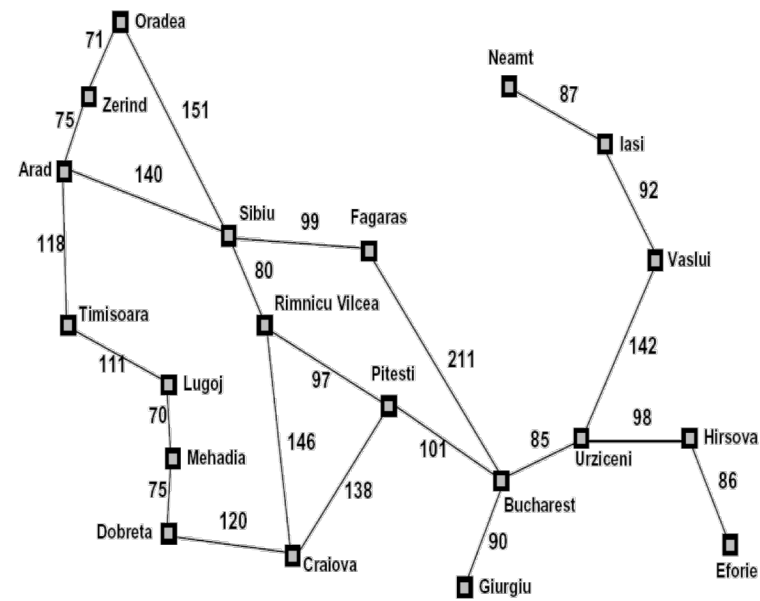 Oradea
71
Neamt
87
Zerind
151
75
Iasi
Arad
140
92
Sibiu
99
Fagaras
118
80
Vaslui
Rimnicu Vilcea
Timisoara
111
97
Pitesti
211
142
Lugoj
70
146
101
85
98
Hirsova
Mehadia
Urziceni
75
138
86
Bucharest
Dobreta
120
90
Craiova
Giurgiu
Eforie